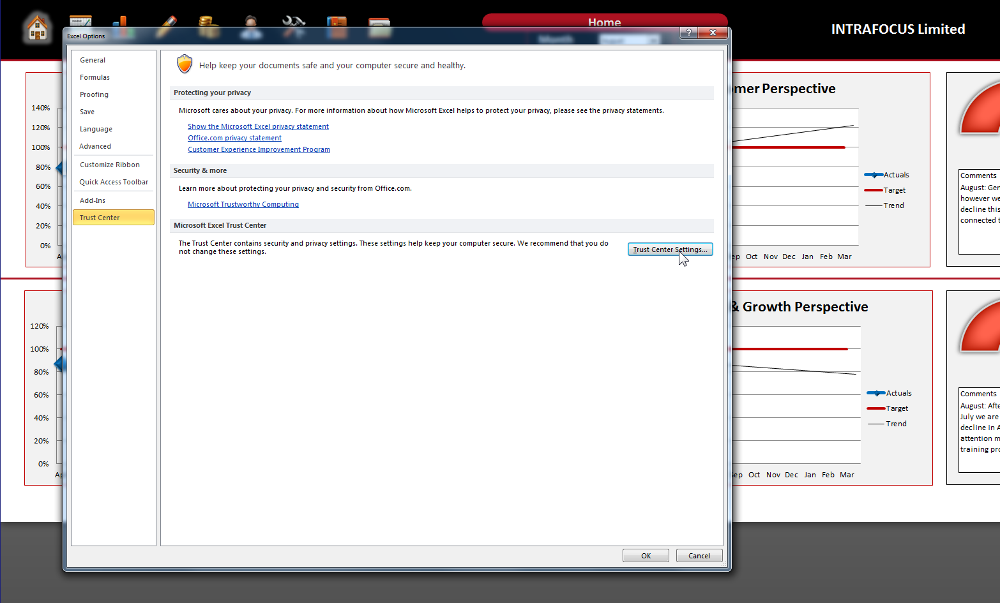 Home
INTRAFOCUS Limited
Month
Excel Options
?
General
Formulas
Proofing
Save
Language
Advanced
Customize Ribbon
Quick Access Toolbar
Add-Ins
Trust Center
Help keep your documents safe and your computer secure and healthy.
Protecting your privacy
Microsoft cares about your privacy. For more information about how Microsoft Excel helps to protect your privacy, please see the privacy statements.
Show the Microsoft Excel privacy statement
Office.com privacy statement
Customer Experience Improvement Program
Security & more
Learn more about protecting your privacy and security from Office.com.
Microsoft Trustworthy Computing
Microsoft Excel Trust Center
The Trust Center contains security and privacy settings. These settings help keep your computer secure. We recommend that you do
not change these settings.
Trust Center Settings...
OK
Cancel
140%
120%
100%
80%
60%
40%
20%
0%
A
mer Perspective
Actuals
Target
Trend
ep Oct Nov Dec Jan Feb Mar
Comments
August: Gen
however we
decline this
connected t
120%
100%
80%
60%
40%
20%
0%
Ap
& Growth Perspective
Actuals
Target
Trend
Sep Oct Nov Dec Jan Feb Mar
Comments
August: Afte
July we are
decline in A
attention m
training pro